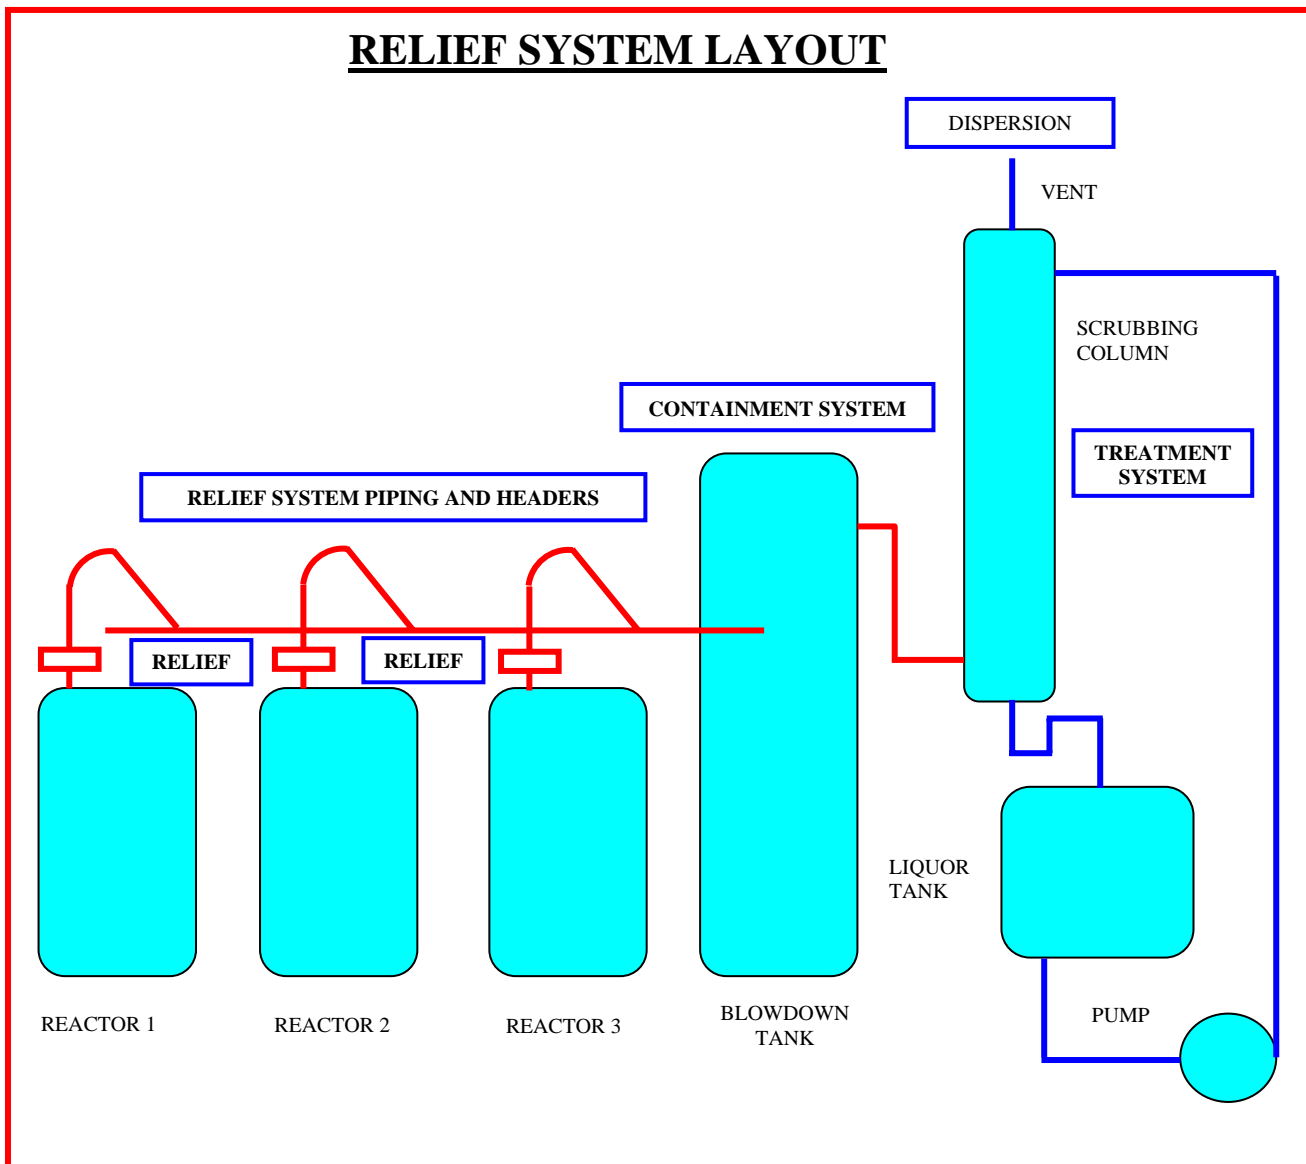 RELIEF SYSTEM LAYOUT
DISPERSION
VENT
SCRUBBING
COLUMN
CONTAINMENT SYSTEM
TREATMENT
SYSTEM
RELIEF SYSTEM PIPING AND HEADERS
RELIEF
RELIEF
LIQUOR
TANK
REACTOR 1
REACTOR 2
REACTOR 3
BLOWDOWN
TANK
PUMP